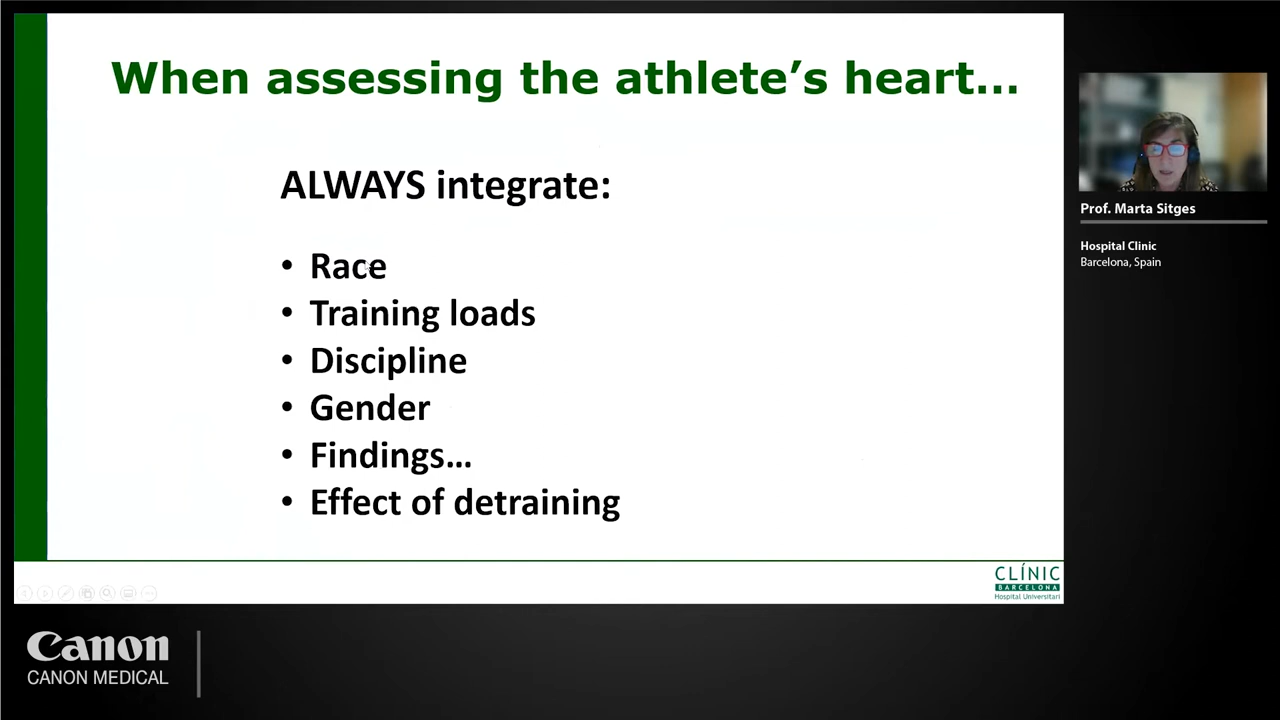 When assessing the athlete’s heart...
ALWAYS integrate:
• Race
• Training loads
• Discipline
• Gender
• Findings...
• Effect of detraining
CLÍNIC
BARCELONA
Hospital Universitari
Prof. Marta Sitges
Hospital Clinic
Barcelona, Spain
Canon
CANON MEDICAL